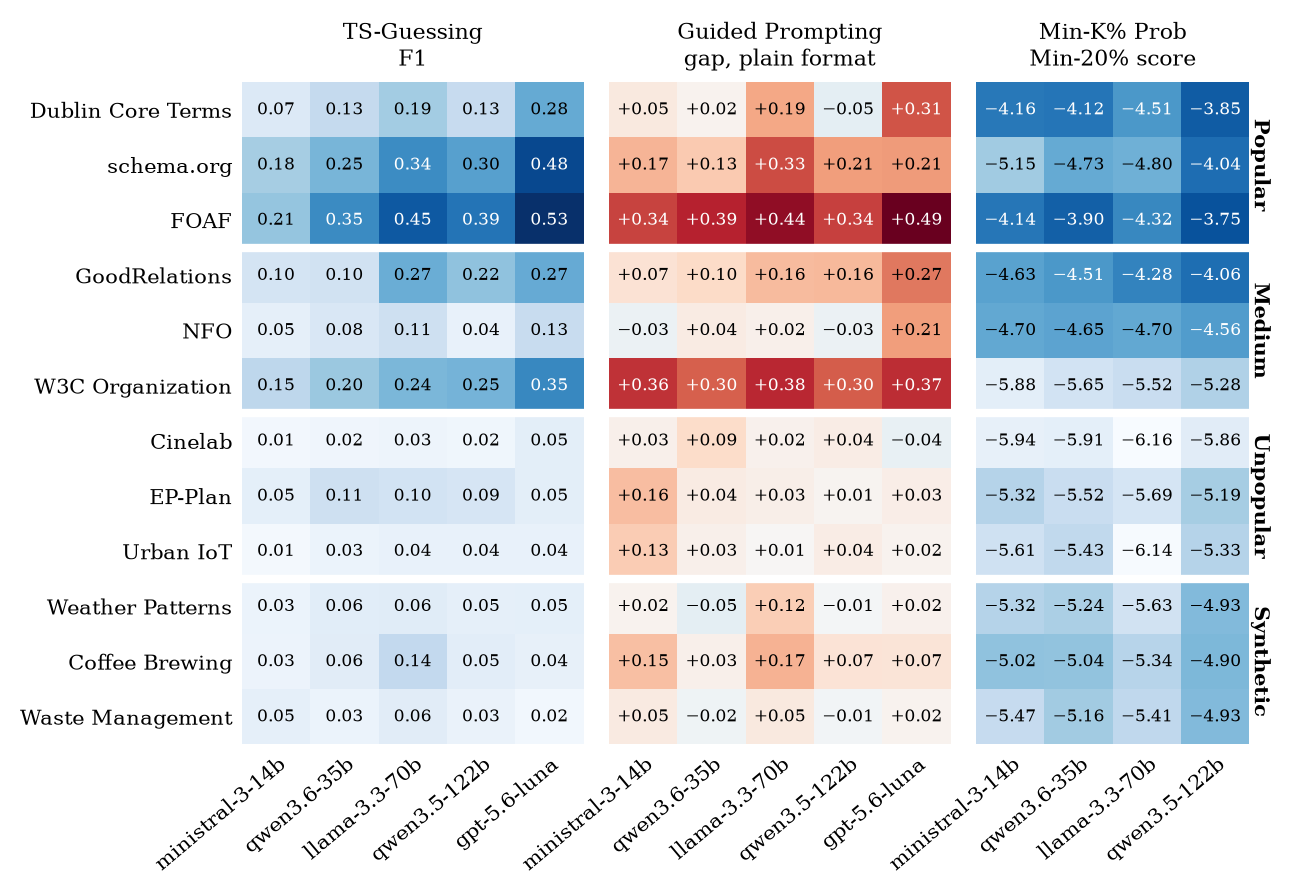 TS-Guessing
F1
Guided Prompting
gap, plain format
Min-K% Prob
Min-20% score
Dublin Core Terms 0.07 0.13 0.19 0.13 0.28 +0.05 +0.02 +0.19 −0.05 +0.31 −4.16 −4.12 −4.51 −3.85
schema.org 0.18 0.25 0.34 0.30 0.48 +0.17 +0.13 +0.33 +0.21 +0.21 −5.15 −4.73 −4.80 −4.04
FOAF 0.21 0.35 0.45 0.39 0.53 +0.34 +0.39 +0.44 +0.34 +0.49 −4.14 −3.90 −4.32 −3.75
Popular
GoodRelations 0.10 0.10 0.27 0.22 0.27 +0.07 +0.10 +0.16 +0.16 +0.27 −4.63 −4.51 −4.28 −4.06
NFO 0.05 0.08 0.11 0.04 0.13 −0.03 +0.04 +0.02 −0.03 +0.21 −4.70 −4.65 −4.70 −4.56
W3C Organization 0.15 0.20 0.24 0.25 0.35 +0.36 +0.30 +0.38 +0.30 +0.37 −5.88 −5.65 −5.52 −5.28
Medium
Cinelab 0.01 0.02 0.03 0.02 0.05 +0.03 +0.09 +0.02 +0.04 −0.04 −5.94 −5.91 −6.16 −5.86
EP-Plan 0.05 0.11 0.10 0.09 0.05 +0.16 +0.04 +0.03 +0.01 +0.03 −5.32 −5.52 −5.69 −5.19
Urban IoT 0.01 0.03 0.04 0.04 0.04 +0.13 +0.03 +0.01 +0.04 +0.02 −5.61 −5.43 −6.14 −5.33
Unpopular
Weather Patterns 0.03 0.06 0.06 0.05 0.05 +0.02 −0.05 +0.12 −0.01 +0.02 −5.32 −5.24 −5.63 −4.93
Coffee Brewing 0.03 0.06 0.14 0.05 0.04 +0.15 +0.03 +0.17 +0.07 +0.07 −5.02 −5.04 −5.34 −4.90
Waste Management 0.05 0.03 0.06 0.03 0.02 +0.05 −0.02 +0.05 −0.01 +0.02 −5.47 −5.16 −5.41 −4.93
Synthetic
ministral-3-14b
qwen3.6-35b
llama-3.3-70b
qwen3.5-122b
gpt-5.6-luna
ministral-3-14b
qwen3.6-35b
llama-3.3-70b
qwen3.5-122b
gpt-5.6-luna
ministral-3-14b
qwen3.6-35b
llama-3.3-70b
qwen3.5-122b